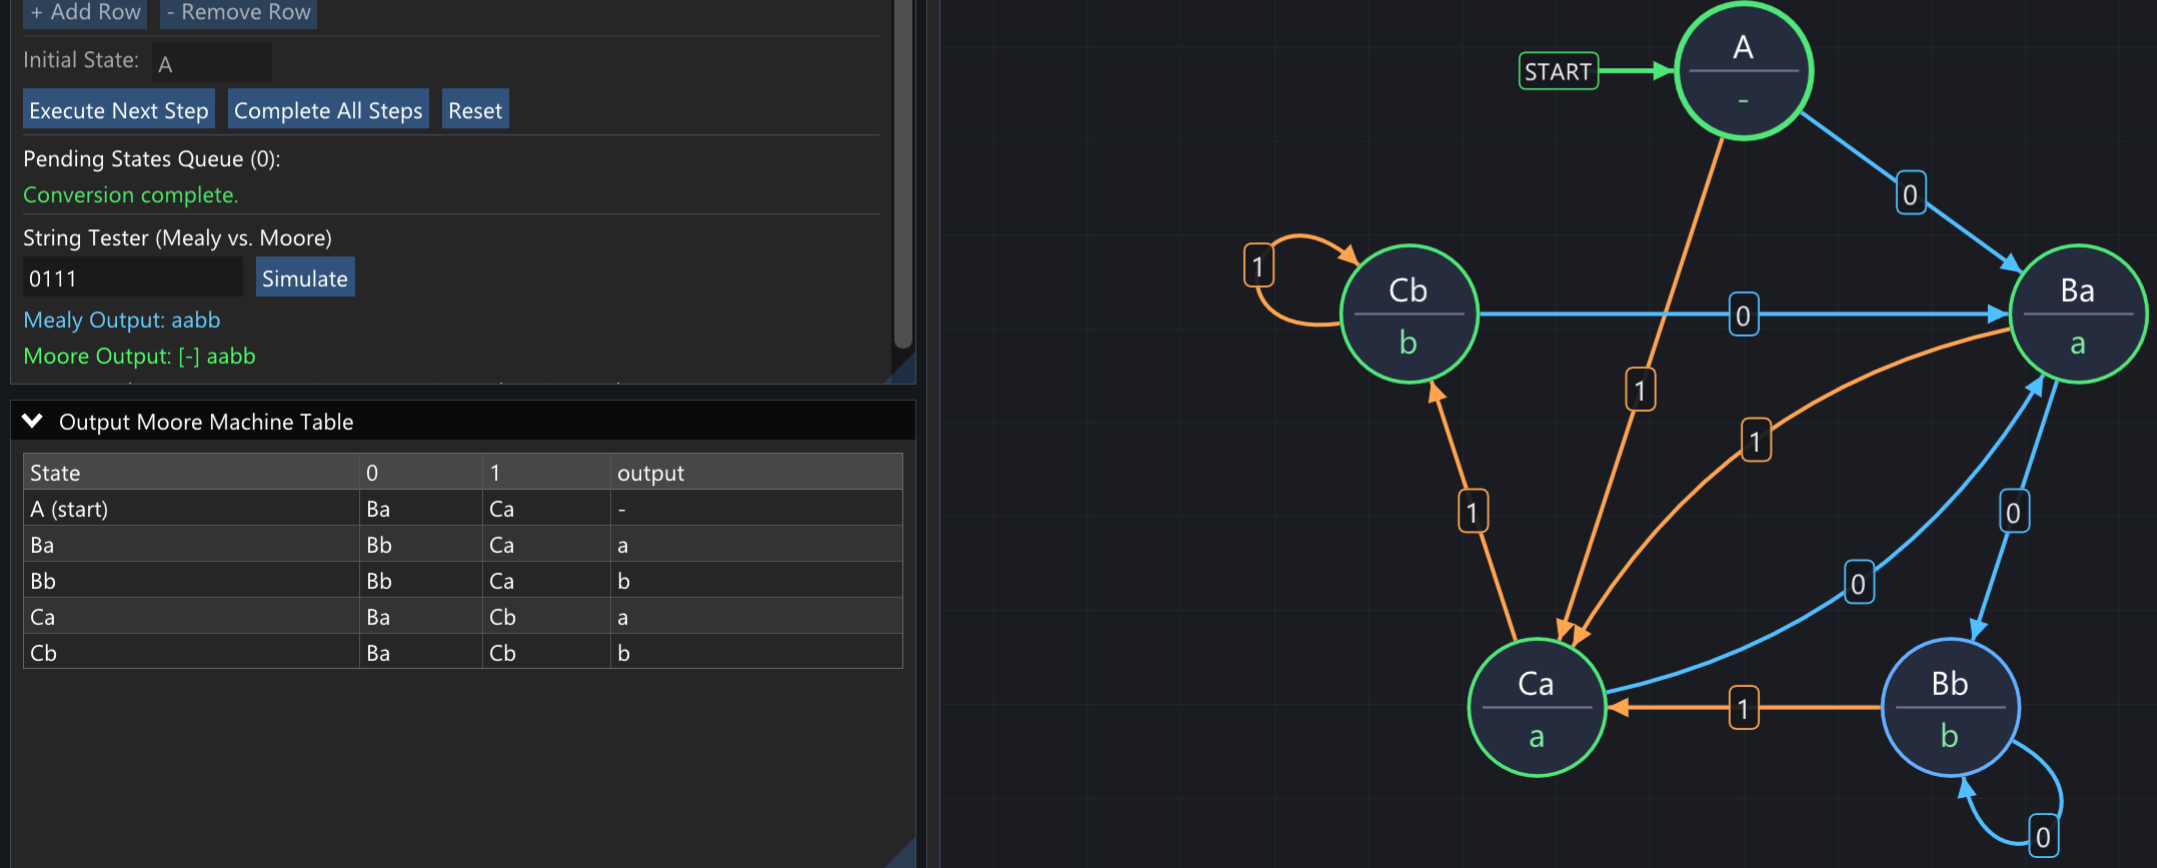 + Add Row - Remove Row
Initial State: A
Execute Next Step Complete All Steps Reset
Pending States Queue (0):
Conversion complete.
String Tester (Mealy vs. Moore)
0111 Simulate
Mealy Output: aabb
Moore Output: [-] aabb
Output Moore Machine Table
State 0 1 output
A (start) Ba Ca -
Ba Bb Ca a
Bb Bb Ca b
Ca Ba Cb a
Cb Ba Cb b
START
A
-
0
1
Cb
b
0
Ba
a
1
1
1
0
0
Ca
a
1
Bb
b
0